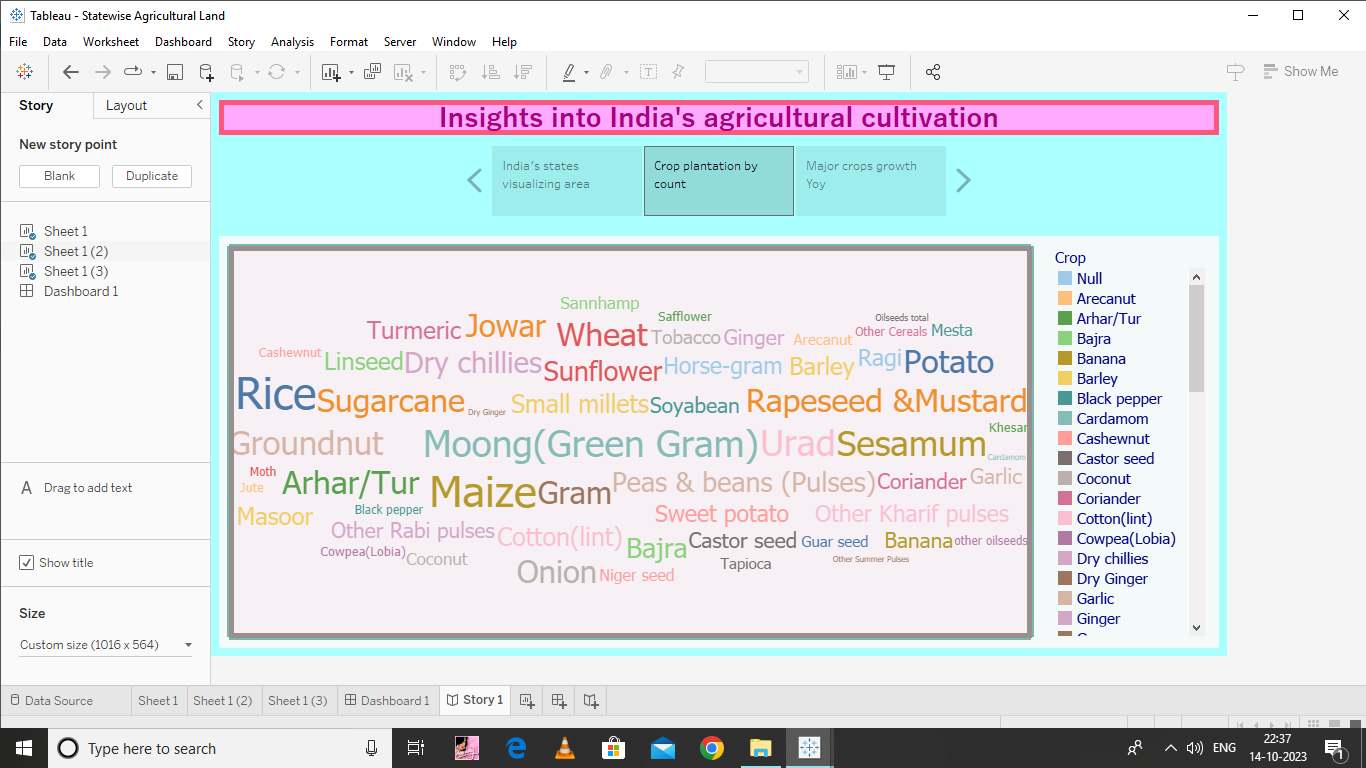 Tableau - Statewise Agricultural Land
File Data Worksheet Dashboard Story Analysis Format Server Window Help
Show Me
Story Layout
New story point
Blank Duplicate
Sheet 1
Sheet 1 (2)
Sheet 1 (3)
Dashboard 1
A Drag to add text
Show title
Size
Custom size (1016 x 564)
Insights into India's agricultural cultivation
India's states
visualizing area
Crop plantation by
count
Major crops growth
Yoy
Sannhamp
Safflower
Oilseeds total
Turmeric Jowar Wheat Tobacco Ginger Arecanut Other Cereals Mesta
Cashewnut Linseed Dry chillies Sunflower Horse-gram Barley Ragi Potato
Rice Sugarcane Dry Ginger Small millets Soyabean Rapeseed &Mustard
Groundnut Moong(Green Gram) Urad Sesamum Khesar
Cardamom
Moth
Jute Arhar/Tur Maize Gram Peas & beans (Pulses) Coriander Garlic
Masoor Black pepper Sweet potato Other Kharif pulses
Other Rabi pulses Cotton(lint) Bajra Castor seed Guar seed Banana other oilseeds
Cowpea(Lobia) Coconut Tapioca Other Summer Pulses
Onion Niger seed
Crop
Null
Arecanut
Arhar/Tur
Bajra
Banana
Barley
Black pepper
Cardamom
Cashewnut
Castor seed
Coconut
Coriander
Cotton(lint)
Cowpea(Lobia)
Dry chillies
Dry Ginger
Garlic
Ginger
Data Source Sheet 1 Sheet 1 (2) Sheet 1 (3) Dashboard 1 Story 1
Type here to search
ENG
22:37
14-10-2023
1